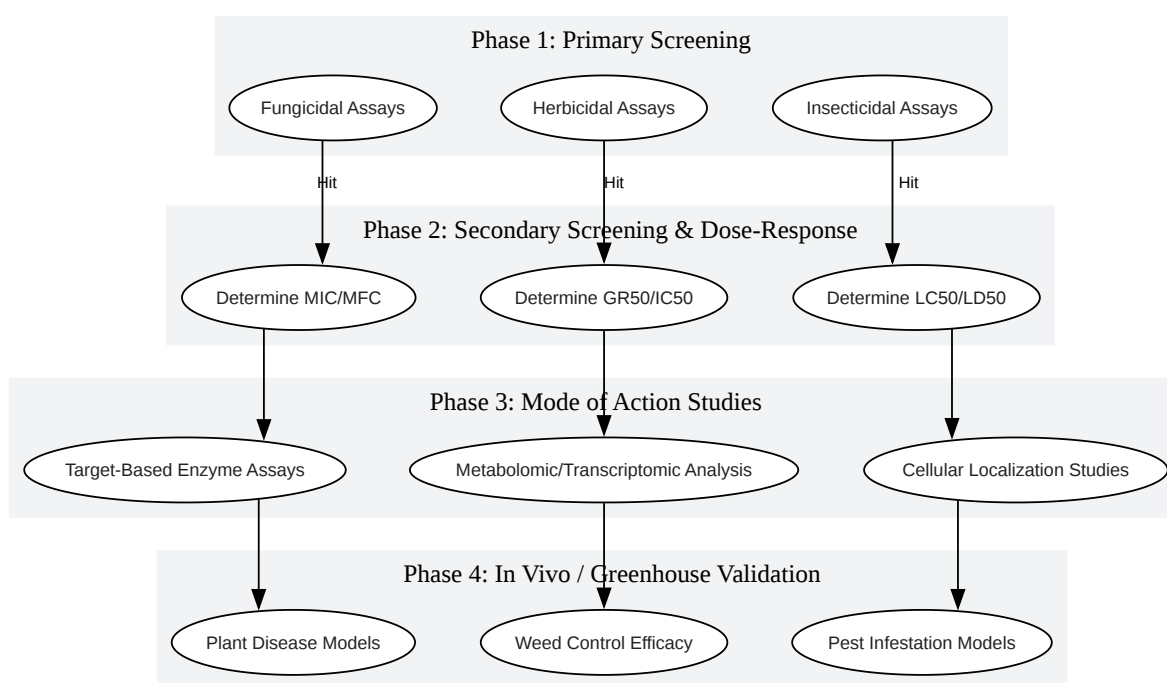 Phase 1: Primary Screening
Fungicidal Assays
Herbicidal Assays
Insecticidal Assays
Hit
Hit
Hit
Phase 2: Secondary Screening & Dose-Response
Determine MIC/MFC
Determine GR50/IC50
Determine LC50/LD50
Phase 3: Mode of Action Studies
Target-Based Enzyme Assays
Metabolomic/Transcriptomic Analysis
Cellular Localization Studies
Phase 4: In Vivo / Greenhouse Validation
Plant Disease Models
Weed Control Efficacy
Pest Infestation Models